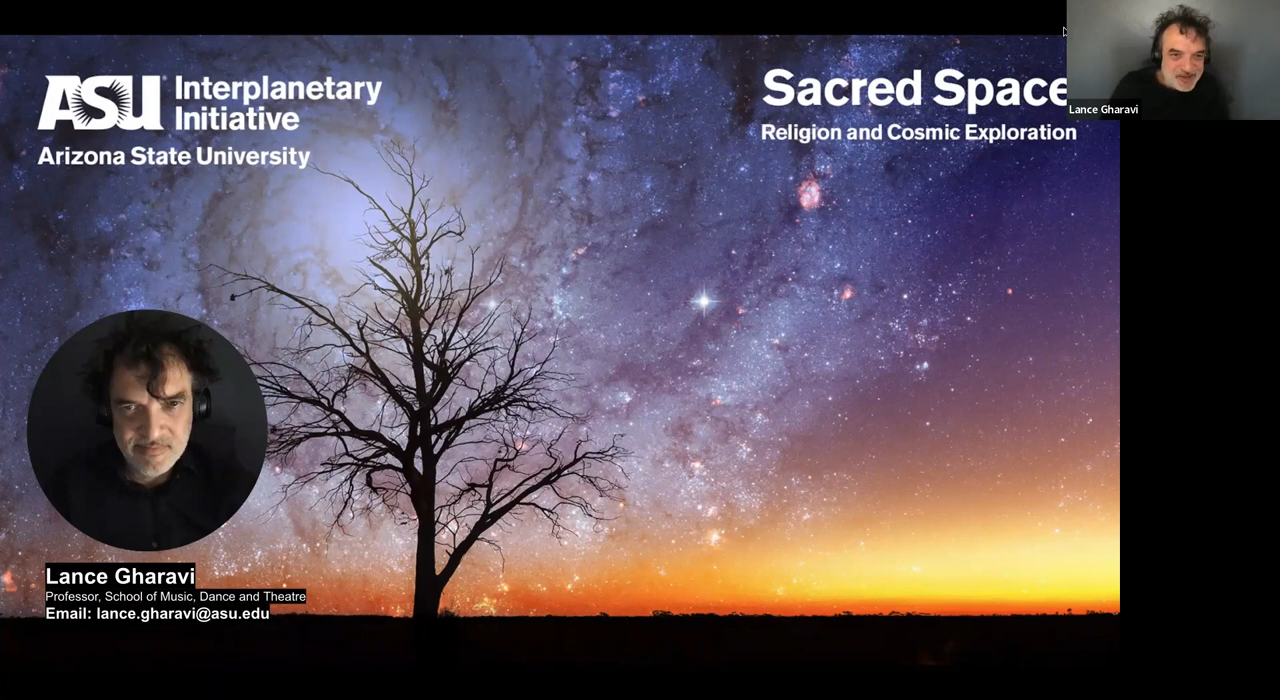 ASU Interplanetary
Initiative
Arizona State University
Sacred Space
Religion and Cosmic Exploration
Lance Gharavi
Lance Gharavi
Professor, School of Music, Dance and Theatre
Email: lance.gharavi@asu.edu